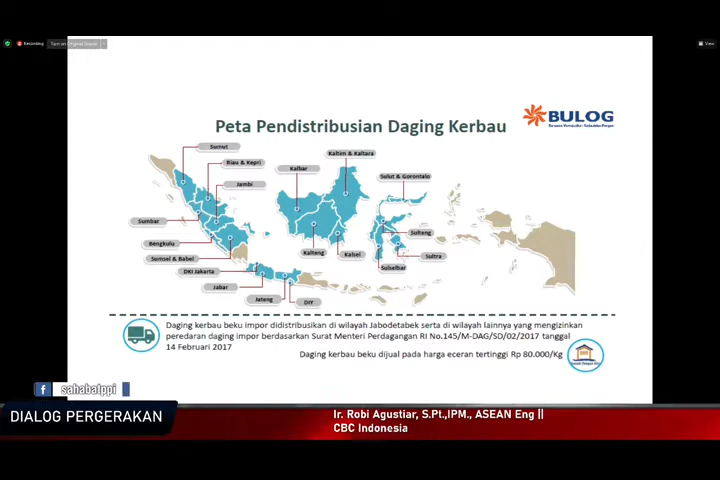 Recording
View
BULOG
Peta Pendistribusian Daging Kerbau
Sumut
Riau & Kepri
Jambi
Kalbar
Kaltim & Kaltara
Sulut & Gorontalo
Sumbar
Bengkulu
Sumsel & Babel
DKI Jakarta
Jabar
Jateng
DIY
Kalteng
Kalsel
Sulteng
Sultra
Sulselbar
Daging kerbau beku impor didistribusikan di wilayah Jabodetabek serta di wilayah lainnya yang mengizinkan
peredaran daging impor berdasarkan Surat Menteri Perdagangan RI No.145/M-DAG/SD/02/2017 tanggal
14 Februari 2017
Daging kerbau beku dijual pada harga eceran tertinggi Rp 80.000/Kg
sahabatppi
DIALOG PERGERAKAN
Ir. Robi Agustiar, S.Pt.,IPM., ASEAN Eng ||
CBC Indonesia